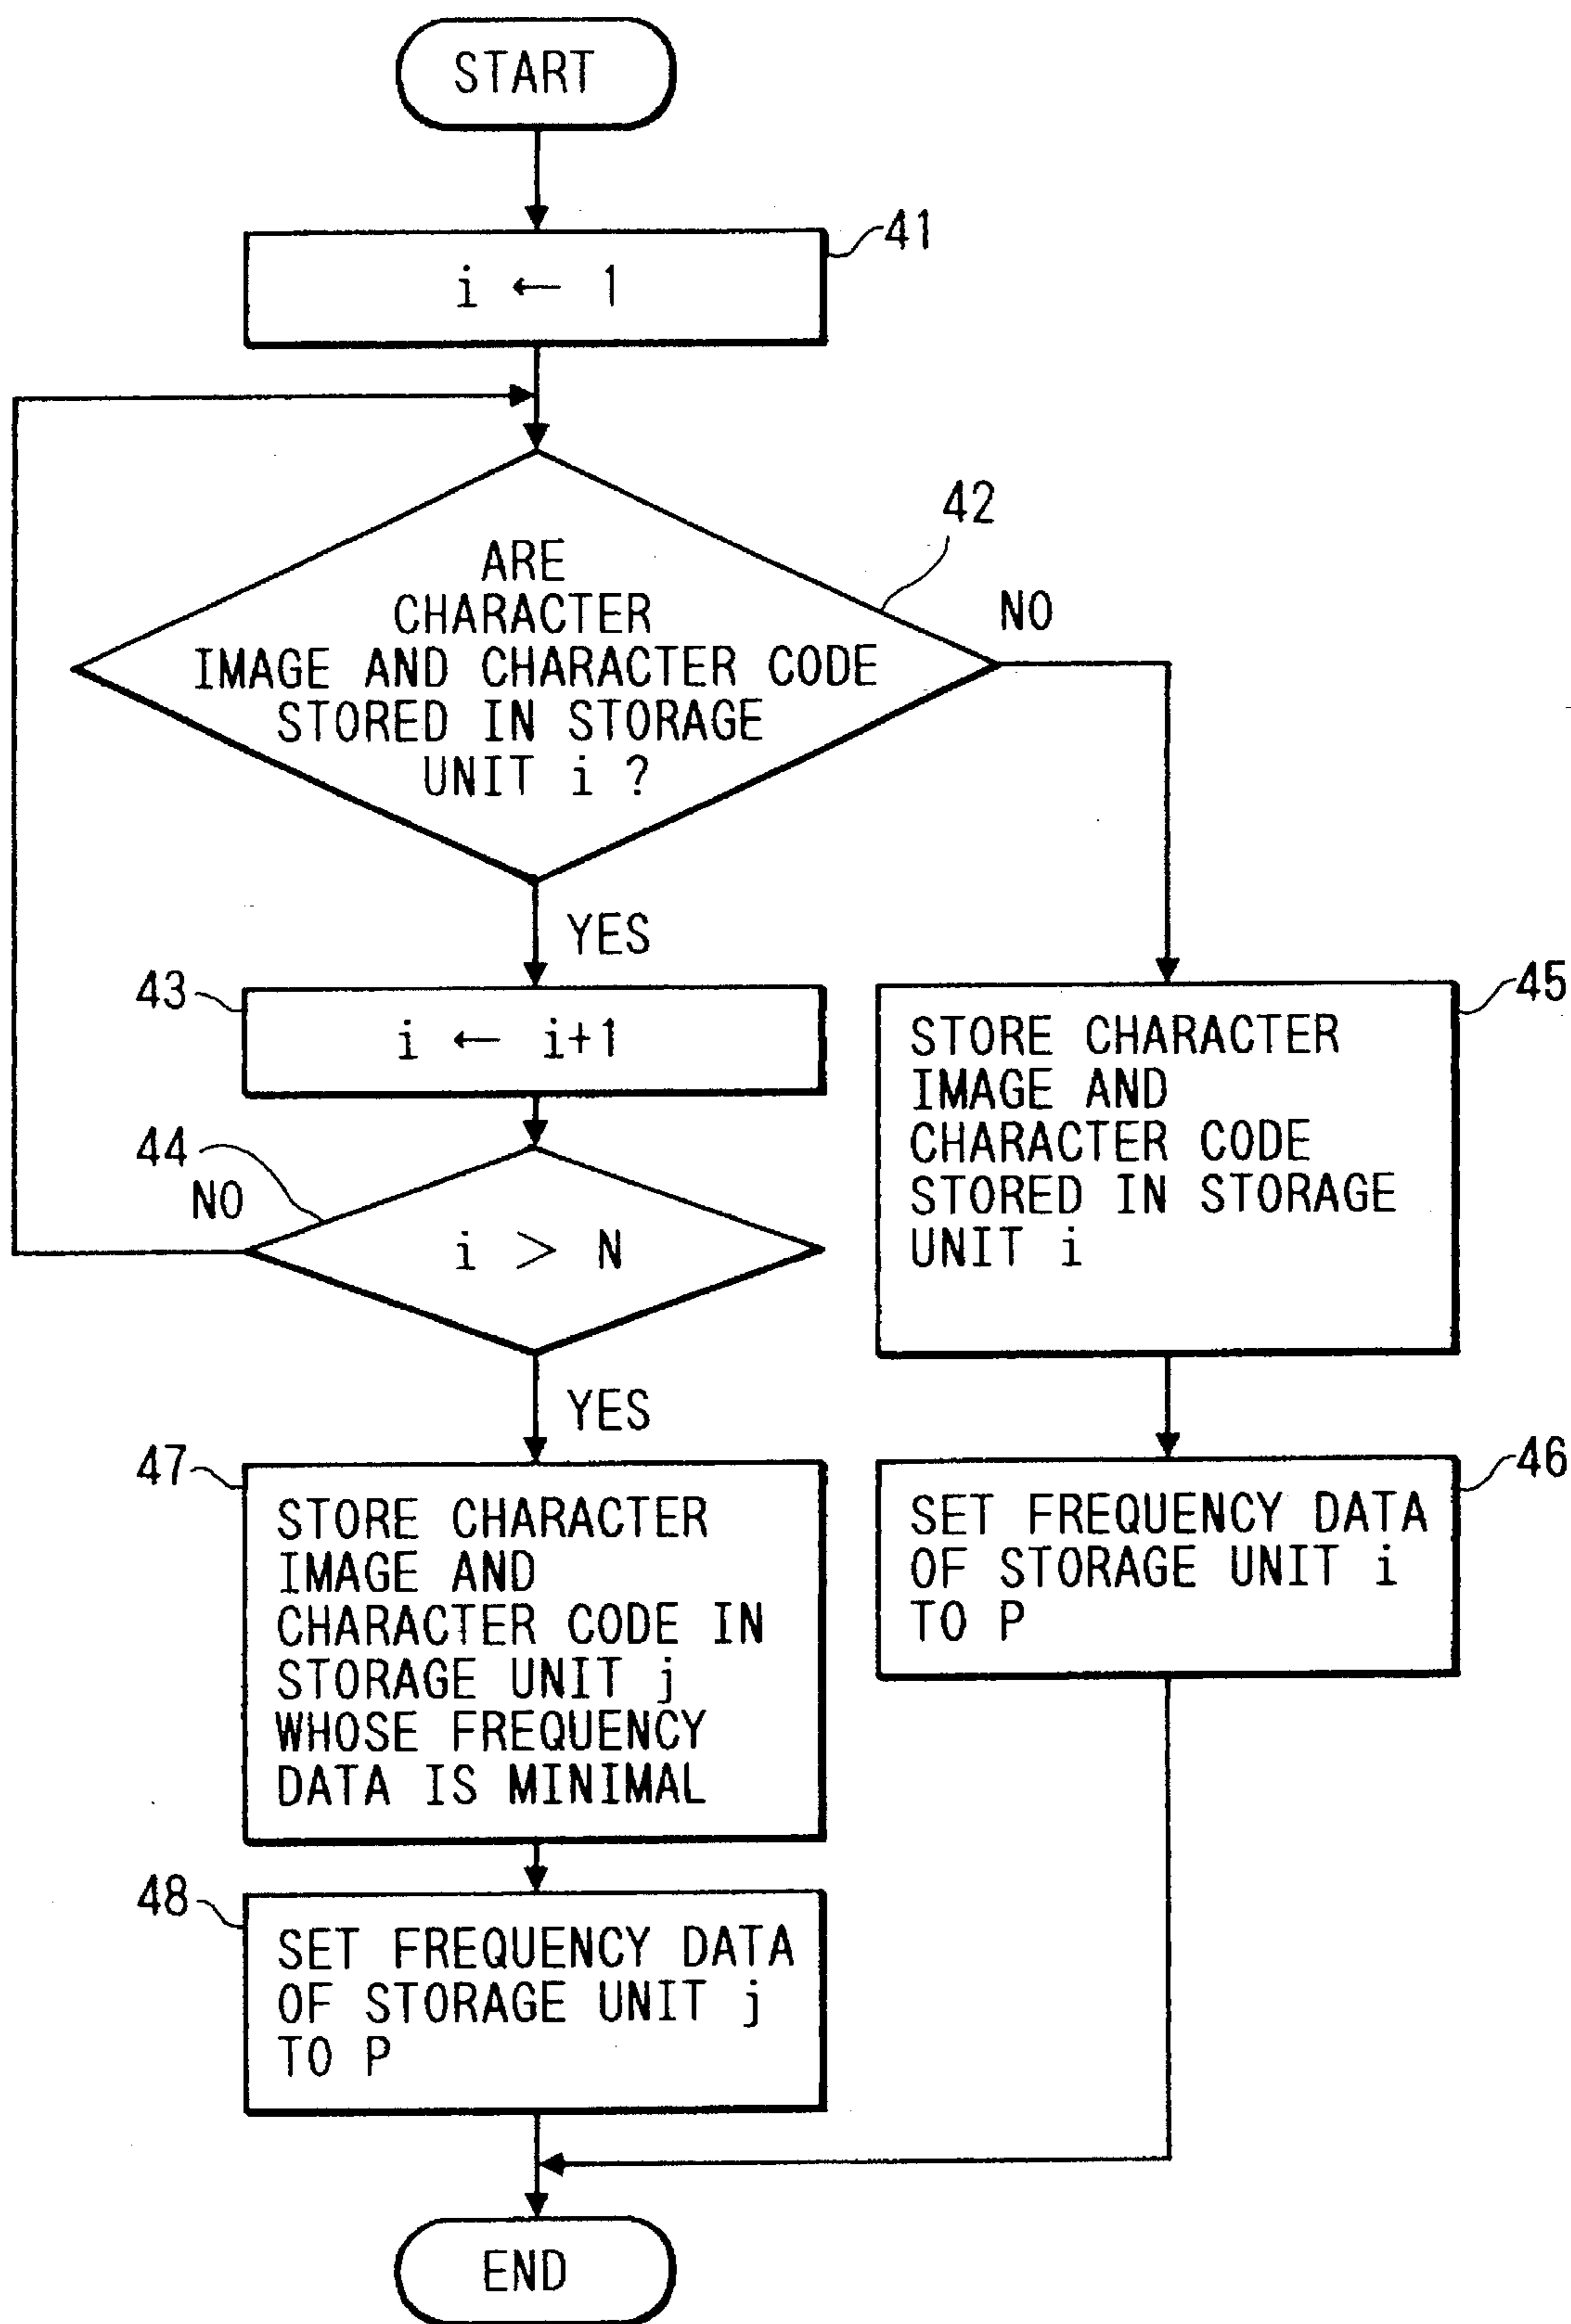 START
41
i ← 1
42
ARE
CHARACTER
IMAGE AND CHARACTER CODE
STORED IN STORAGE
UNIT i ?
NO
YES
43
i ← i+1
44
NO
i > N
YES
45
STORE CHARACTER
IMAGE AND
CHARACTER CODE
STORED IN STORAGE
UNIT i
46
SET FREQUENCY DATA
OF STORAGE UNIT i
TO P
47
STORE CHARACTER
IMAGE AND
CHARACTER CODE IN
STORAGE UNIT j
WHOSE FREQUENCY
DATA IS MINIMAL
48
SET FREQUENCY DATA
OF STORAGE UNIT j
TO P
END